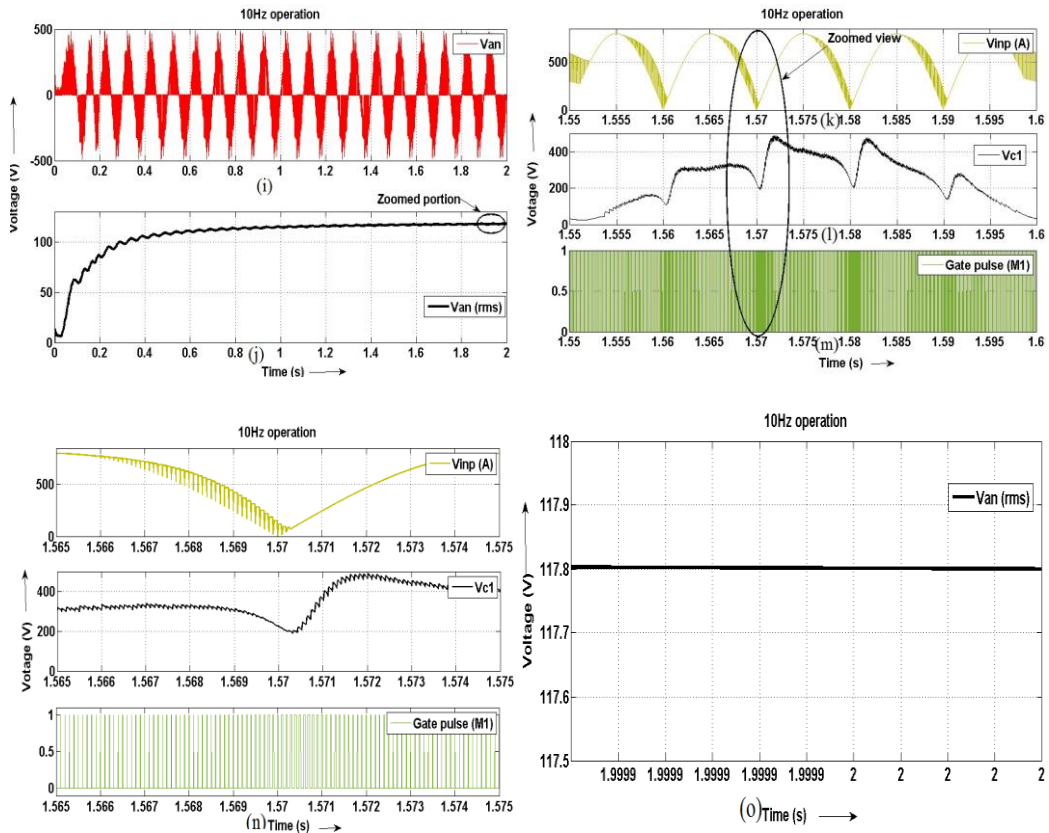 10Hz operation
500
0
-500
Van
0 0.2 0.4 0.6 0.8 1 1.2 1.4 1.6 1.8 2
(i)
Votage (V)
Zoomed portion
100
50
0
Van (rms)
0 0.2 0.4 0.6 0.8 1 1.2 1.4 1.6 1.8 2
(j)
Time (s)
10Hz operation
Zoomed view
500
0
Vinp (A)
1.55 1.555 1.56 1.565 1.57 1.575 1.58 1.585 1.59 1.595 1.6
(k)
Votage (V)
400
200
0
Vc1
1.55 1.555 1.56 1.565 1.57 1.575 1.58 1.585 1.59 1.595 1.6
(l)
1
0.5
0
Gate pulse (M1)
1.55 1.555 1.56 1.565 1.57 1.575 1.58 1.585 1.59 1.595 1.6
(m)
Time (s)
10Hz operation
500
0
Vinp (A)
1.565 1.566 1.567 1.568 1.569 1.57 1.571 1.572 1.573 1.574 1.575
Votage (V)
400
200
0
Vc1
1.565 1.566 1.567 1.568 1.569 1.57 1.571 1.572 1.573 1.574 1.575
1
0.5
0
Gate pulse (M1)
1.565 1.566 1.567 1.568 1.569 1.57 1.571 1.572 1.573 1.574 1.575
(n)
Time (s)
10Hz operation
118
117.9
117.8
117.7
117.6
117.5
Voltage (V)
Van (rms)
1.9999 1.9999 1.9999 1.9999 1.9999 2 2 2 2 2
(0)
Time (s)